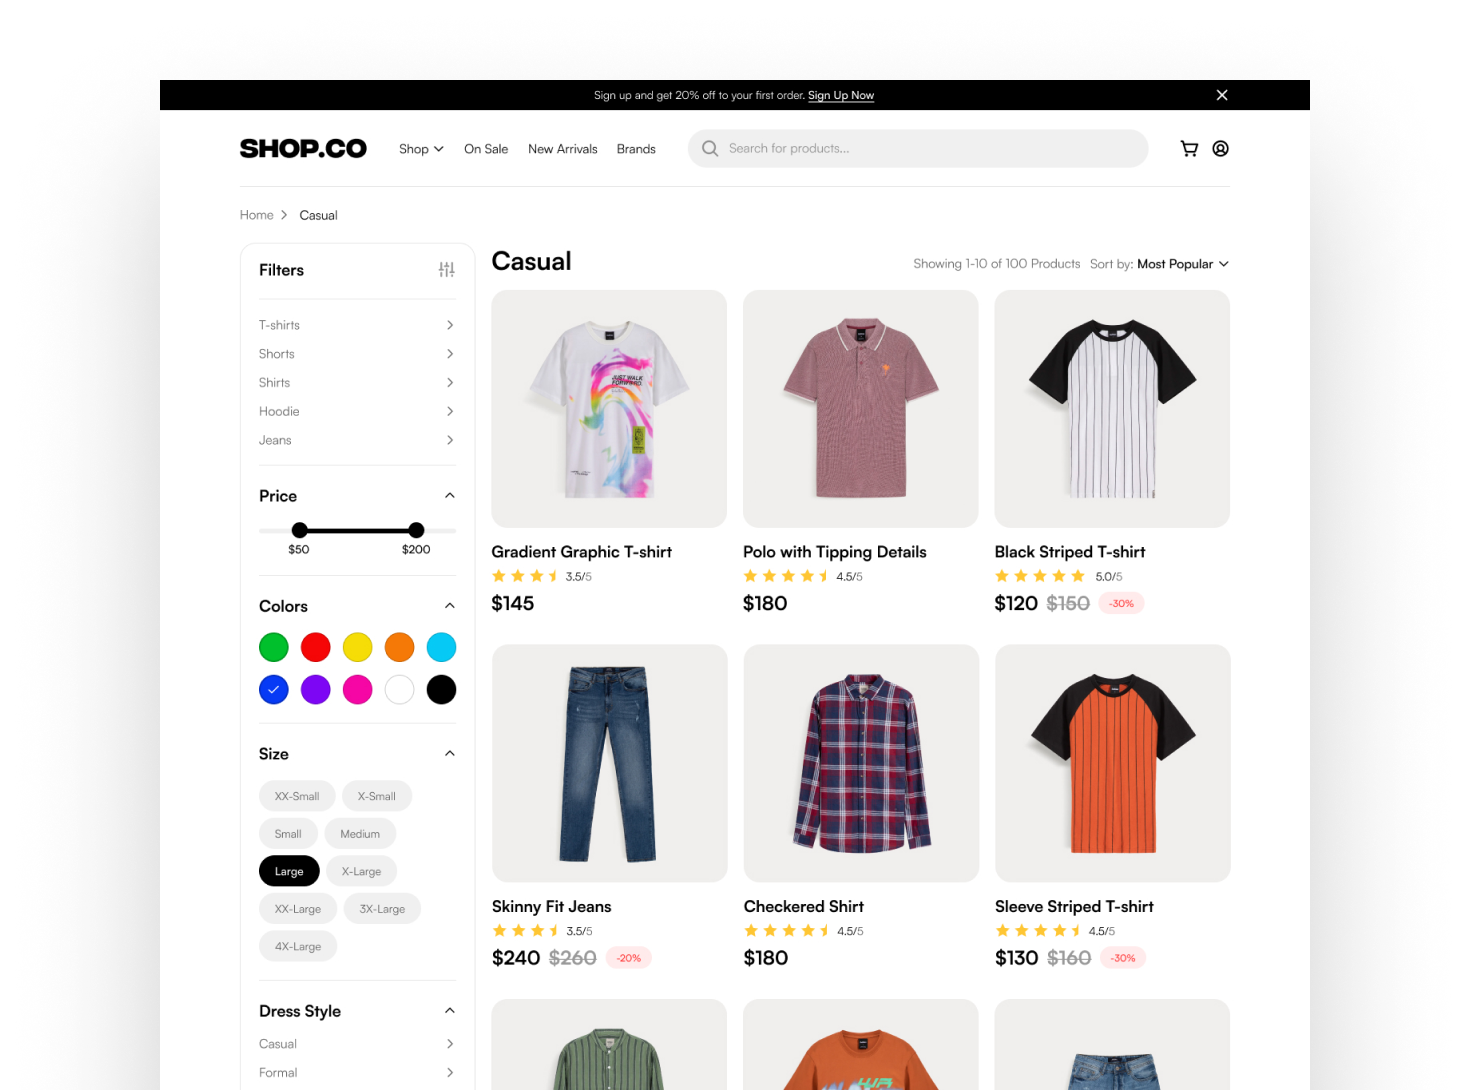 Sign up and get 20% off to your first order. Sign Up Now
SHOP.CO
Shop
On Sale
New Arrivals
Brands
Search for products...
Home
Casual
Filters
T-shirts
Shorts
Shirts
Hoodie
Jeans
Price
$50
$200
Colors
Size
XX-Small
X-Small
Small
Medium
Large
X-Large
XX-Large
3X-Large
4X-Large
Dress Style
Casual
Formal
Casual
Showing 1-10 of 100 Products
Sort by: Most Popular
JUST WALK
FORWARD.
Gradient Graphic T-shirt
3.5/5
$145
Polo with Tipping Details
4.5/5
$180
Black Striped T-shirt
5.0/5
$120 $150 -30%
Skinny Fit Jeans
3.5/5
$240 $260 -20%
Checkered Shirt
4.5/5
$180
Sleeve Striped T-shirt
4.5/5
$130 $160 -30%